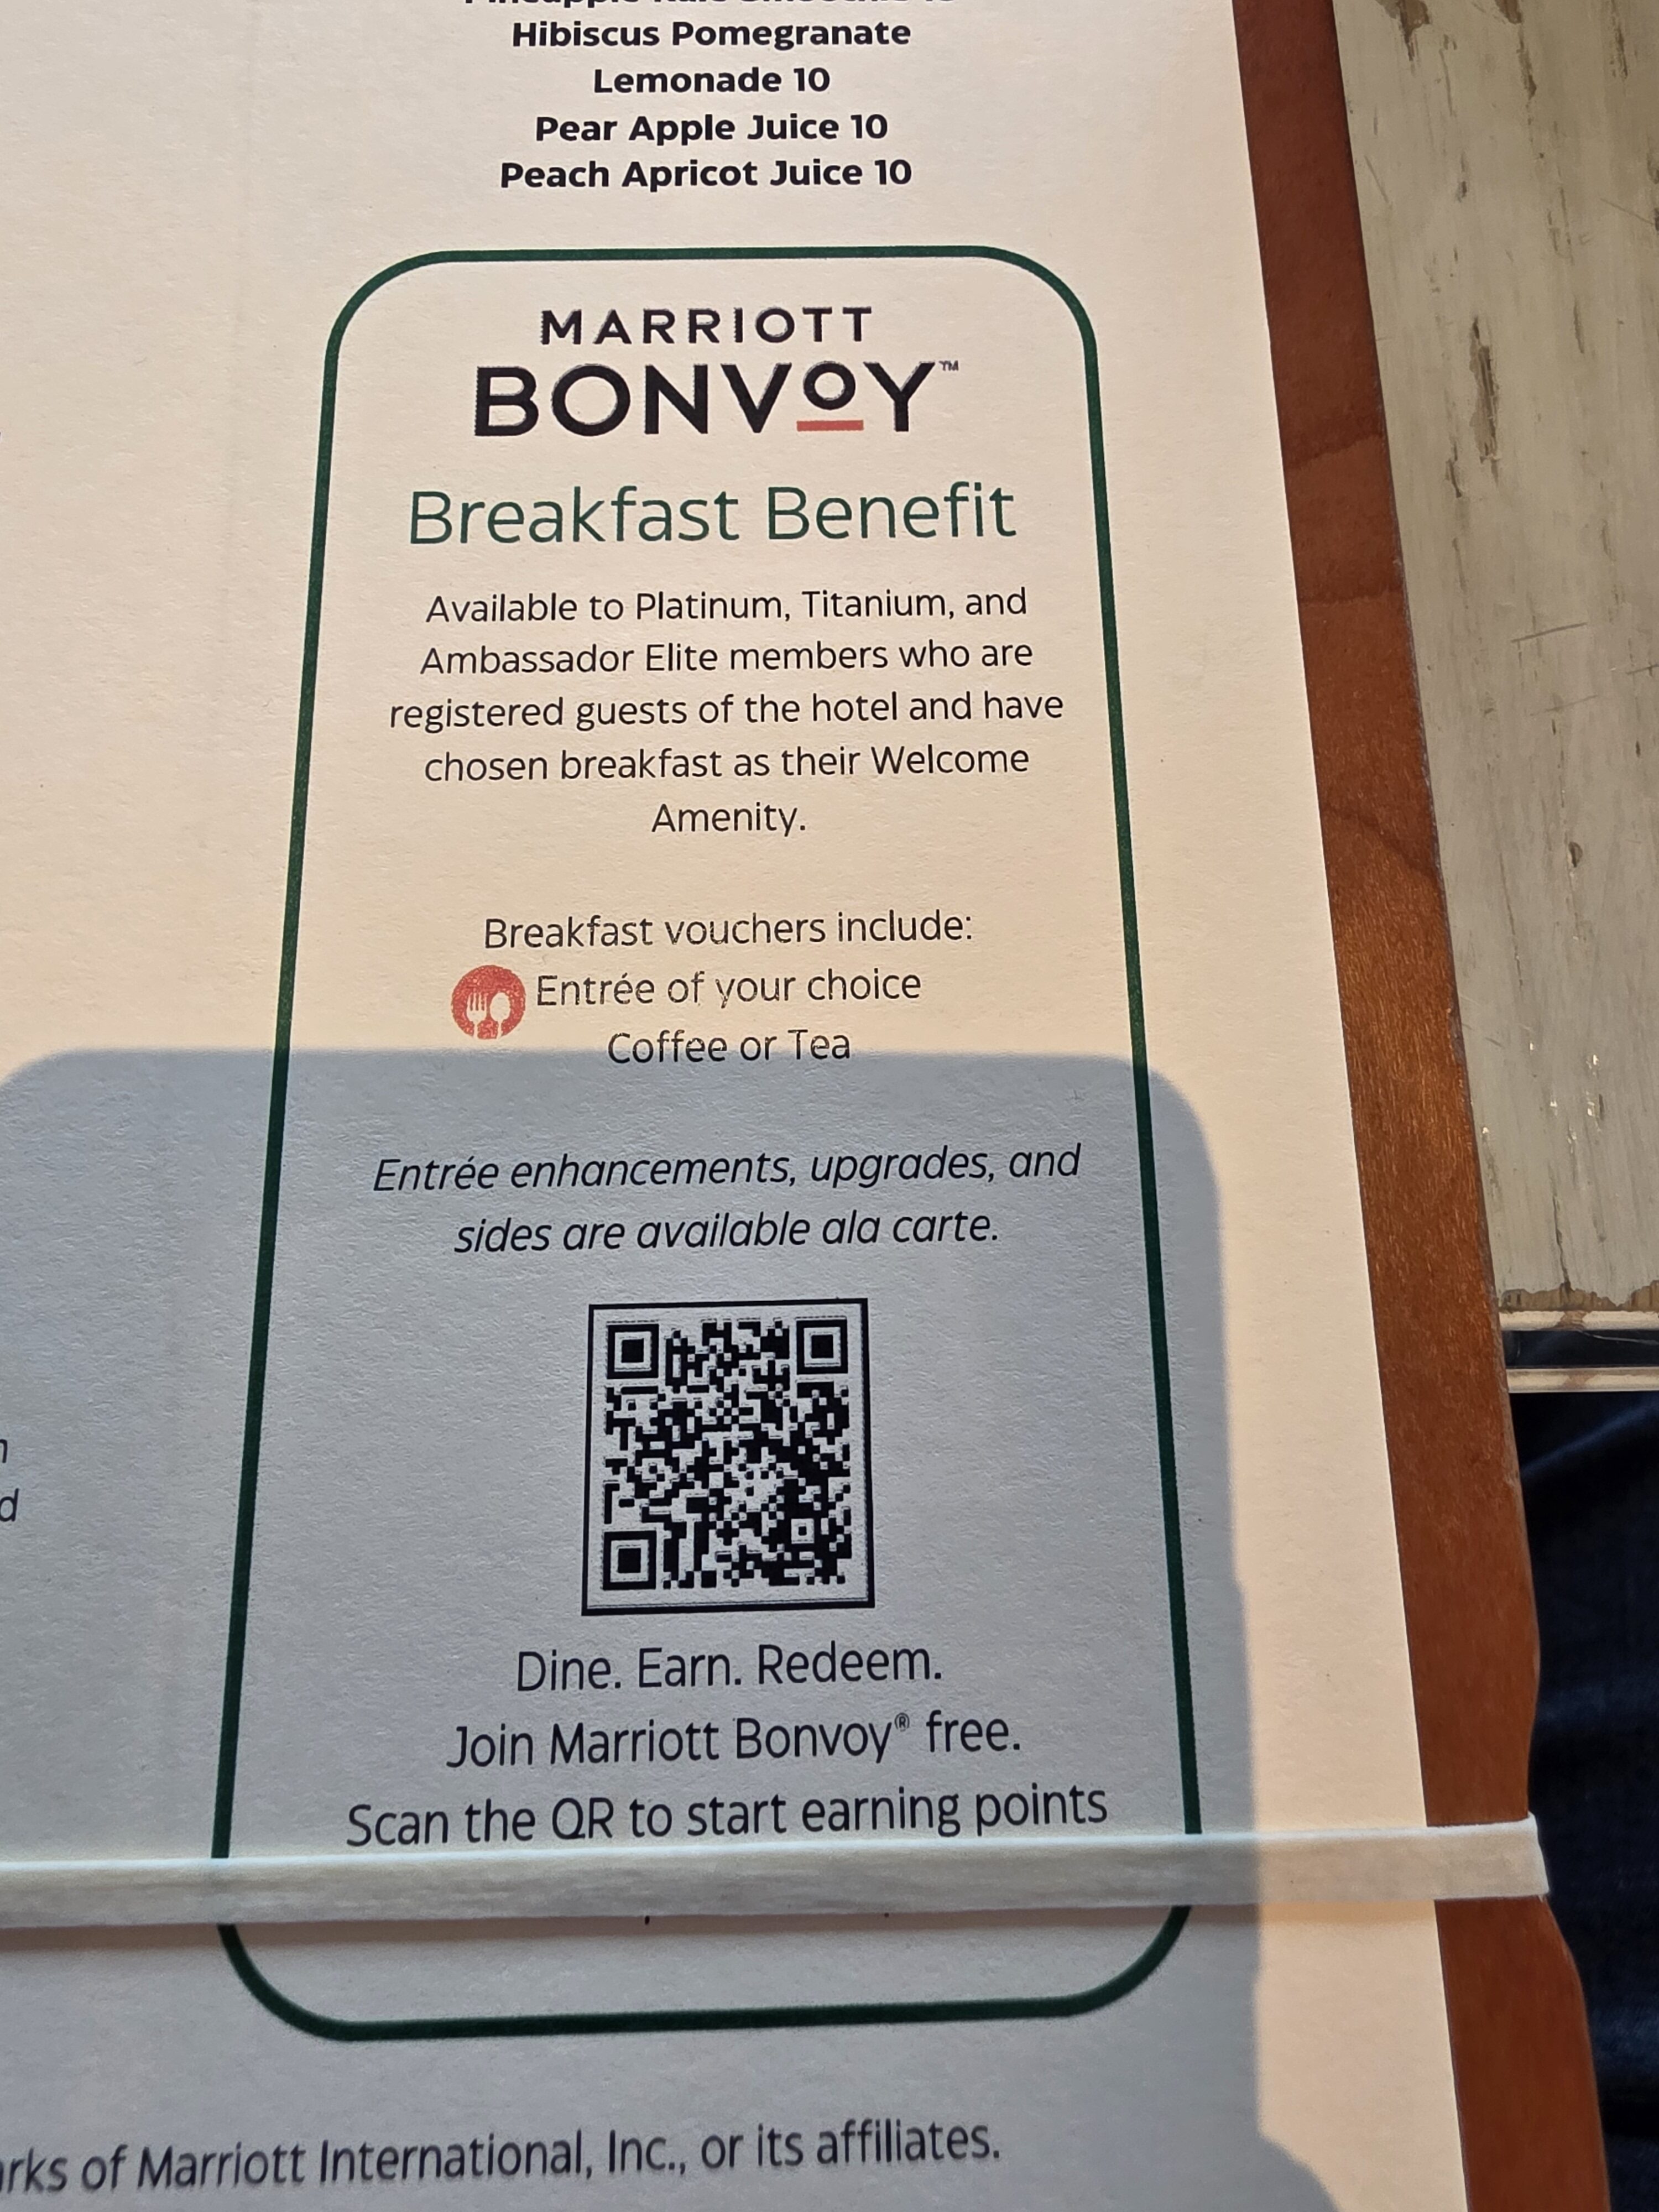 Hibiscus Pomegranate
Lemonade 10
Pear Apple Juice 10
Peach Apricot Juice 10
MARRIOTT
BONVOY™
Breakfast Benefit
Available to Platinum, Titanium, and
Ambassador Elite members who are
registered guests of the hotel and have
chosen breakfast as their Welcome
Amenity.
Breakfast vouchers include:
Entrée of your choice
Coffee or Tea
Entrée enhancements, upgrades, and
sides are available ala carte.
Dine. Earn. Redeem.
Join Marriott Bonvoy® free.
Scan the QR to start earning points
of Marriott International, Inc., or its affiliates.